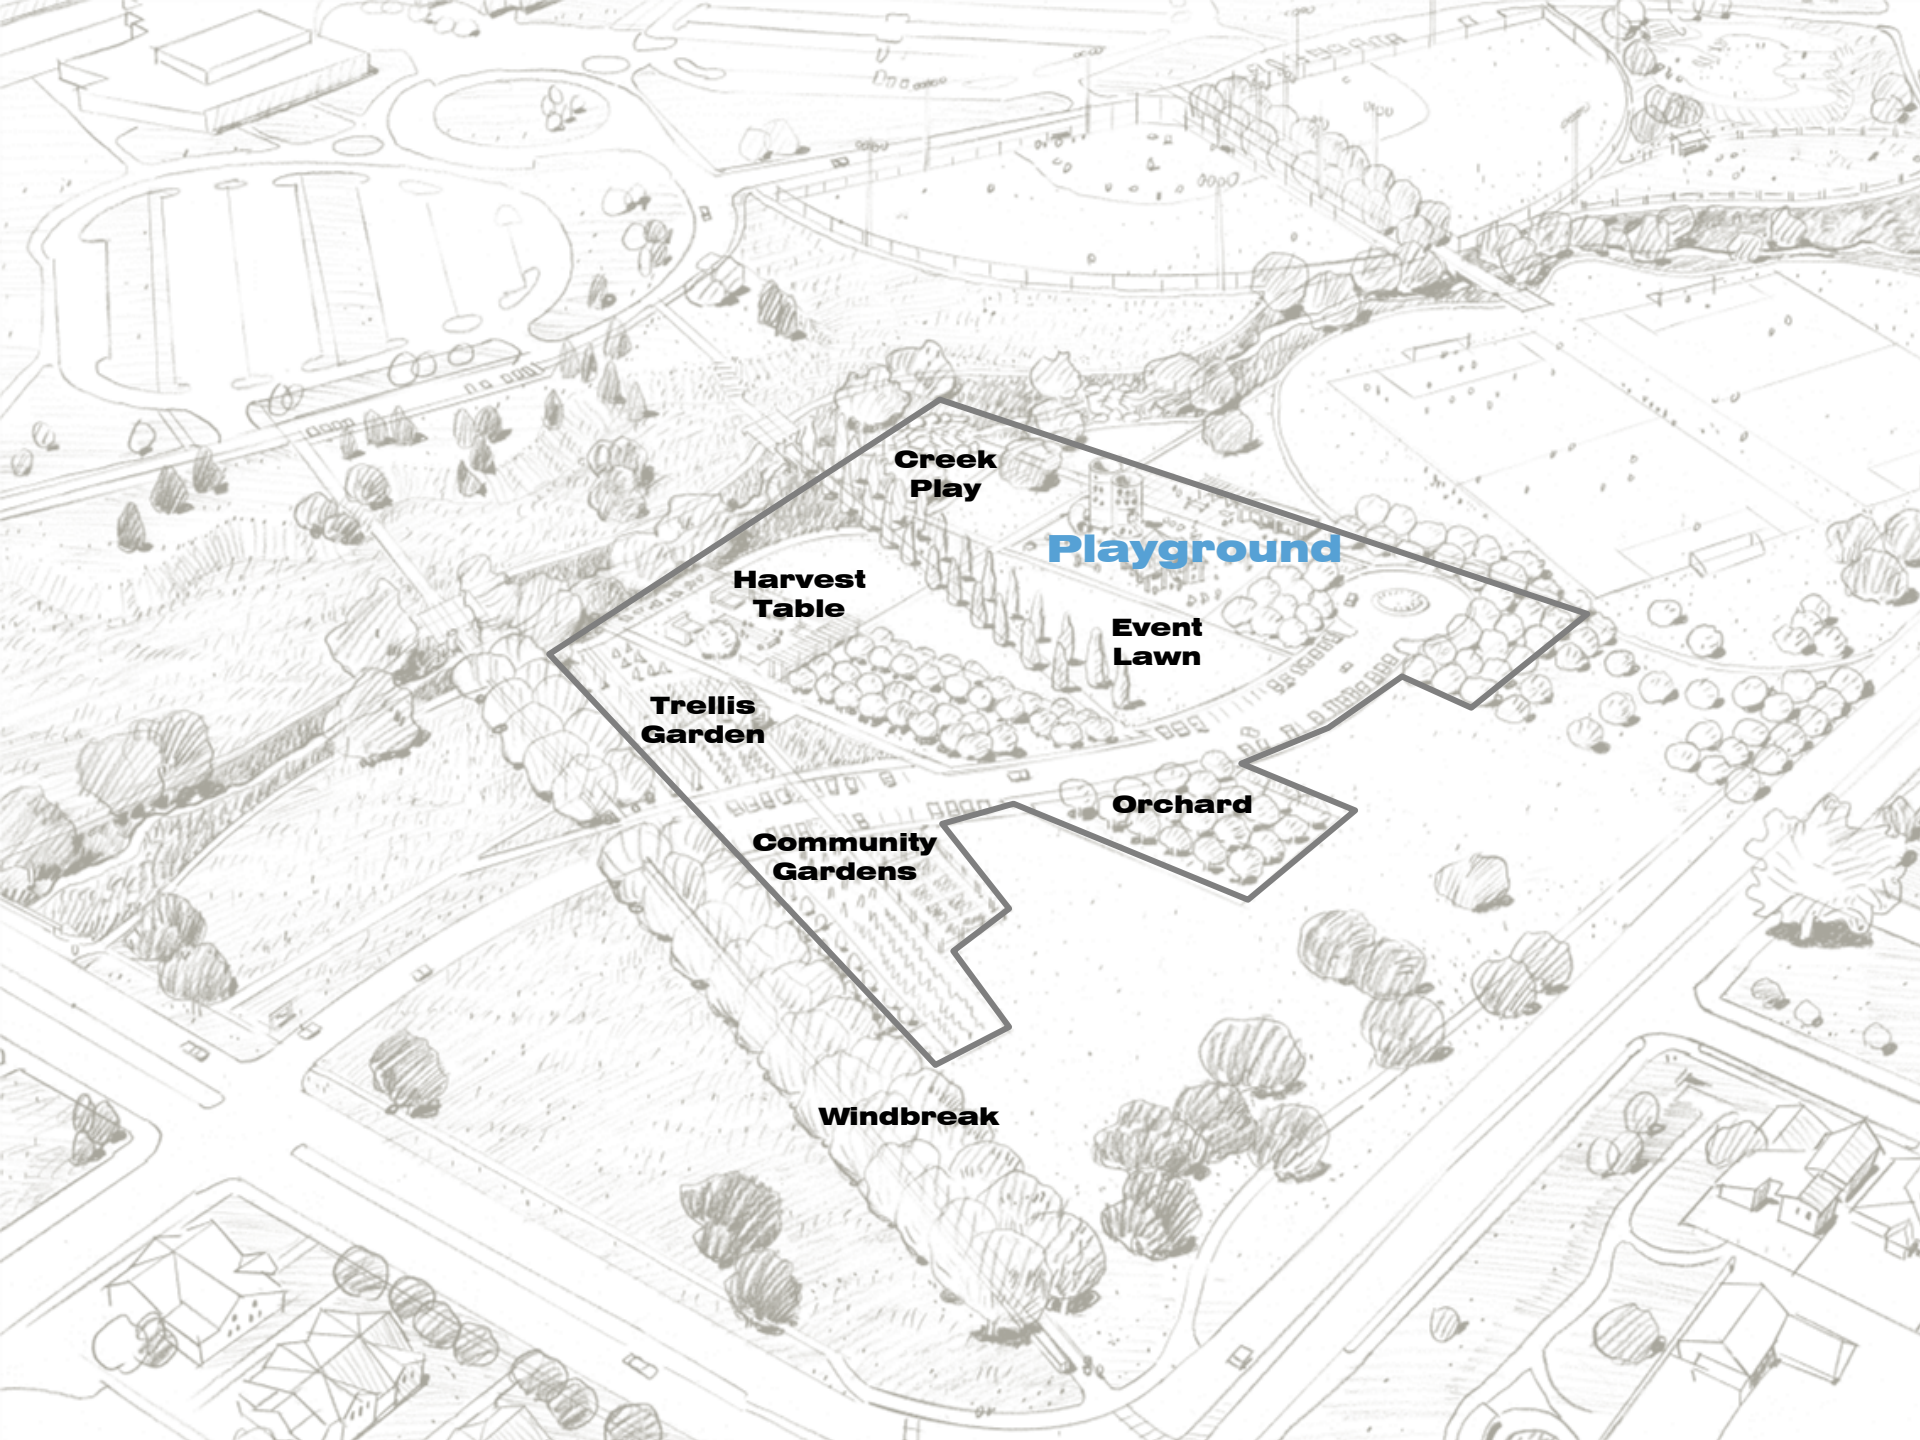 Creek
Play
Playground
Harvest
Table
Event
Lawn
Trellis
Garden
Orchard
Community
Gardens
Windbreak